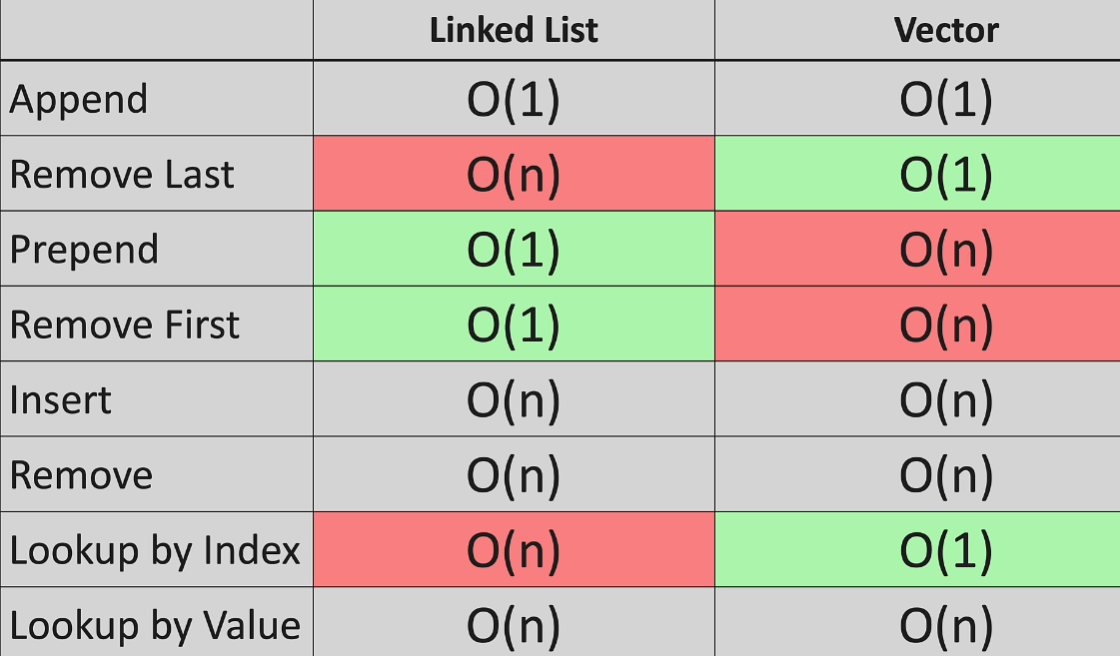 Linked List Vector
Append O(1) O(1)
Remove Last O(n) O(1)
Prepend O(1) O(n)
Remove First O(1) O(n)
Insert O(n) O(n)
Remove O(n) O(n)
Lookup by Index O(n) O(1)
Lookup by Value O(n) O(n)